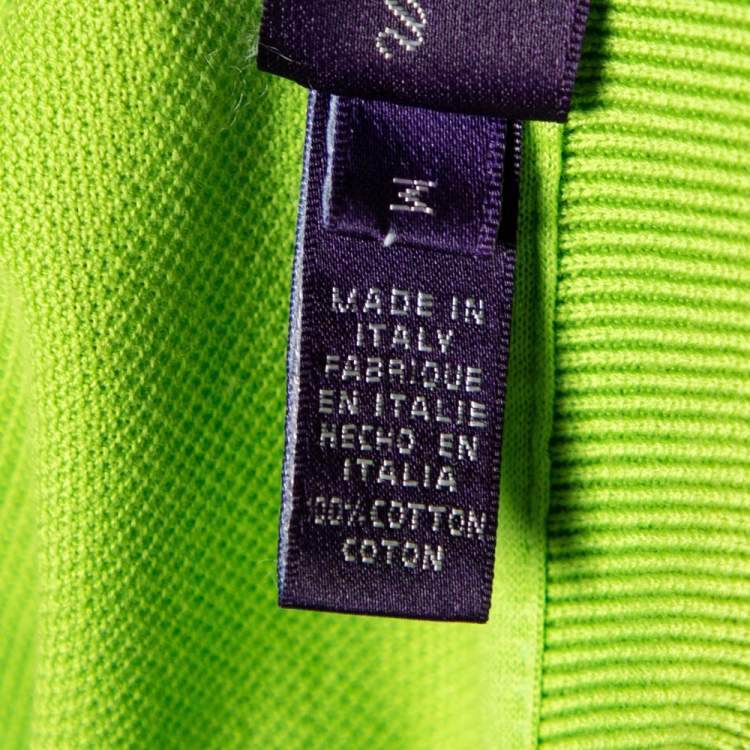 M
MADE IN
ITALY
FABRIQUE
EN ITALIE
HECHO EN
ITALIA
100% COTTON
COTON